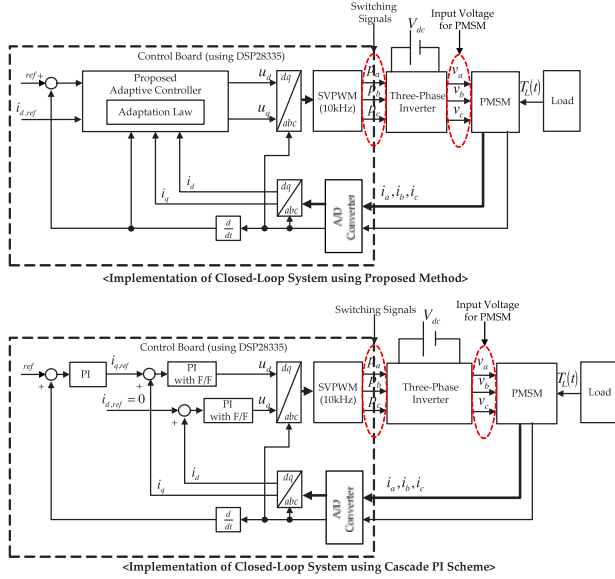 Switching Signals
V_dc
Input Voltage for PMSM
Control Board (using DSP28335)
ref +
i_d,ref
Proposed Adaptive Controller
Adaptation Law
u_d
u_q
dq
abc
SVPWM (10kHz)
P_a
P_b
P_c
Three-Phase Inverter
v_a
v_b
v_c
PMSM
T_L(t)
Load
i_d
i_q
dq
abc
A/D Converter
i_a, i_b, i_c
d/dt
<Implementation of Closed-Loop System using Proposed Method>
Switching Signals
V_dc
Input Voltage for PMSM
Control Board (using DSP28335)
ref
+
PI
i_q,ref
+
PI with F/F
u_d
i_d,ref = 0
+
PI with F/F
u_q
dq
abc
SVPWM (10kHz)
P_a
P_b
P_c
Three-Phase Inverter
v_a
v_b
v_c
PMSM
T_L(t)
Load
i_d
i_q
dq
abc
A/D Converter
i_a, i_b, i_c
d/dt
<Implementation of Closed-Loop System using Cascade PI Scheme>